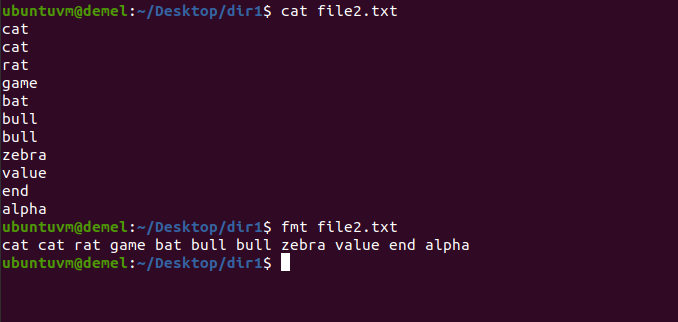 ubuntuvm@demel:~/Desktop/dir1$ cat file2.txt
cat
cat
rat
game
bat
bull
bull
zebra
value
end
alpha
ubuntuvm@demel:~/Desktop/dir1$ fmt file2.txt
cat cat rat game bat bull bull zebra value end alpha
ubuntuvm@demel:~/Desktop/dir1$